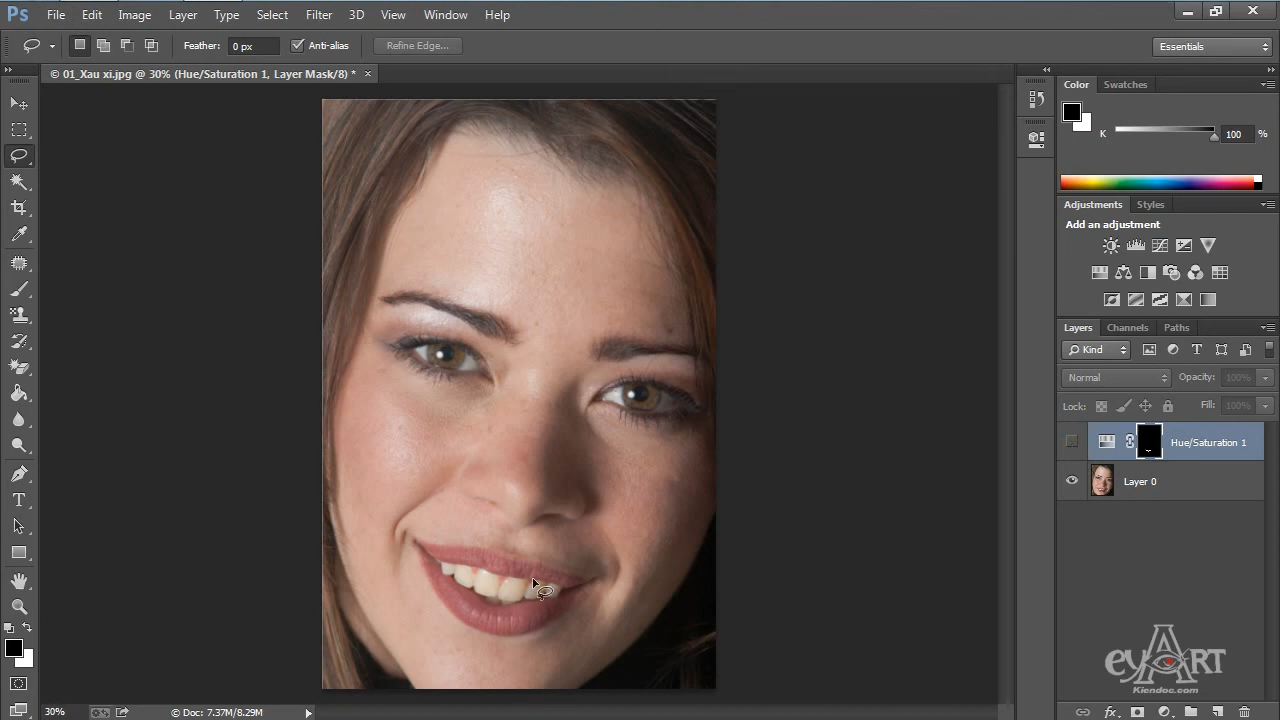 Ps File Edit Image Layer Type Select Filter 3D View Window Help
Feather: 0 px Anti-alias Refine Edge... Essentials
© 01_Xau xi.jpg @ 30% (Hue/Saturation 1, Layer Mask/8) * ×
Color Swatches
K 100 %
Adjustments Styles
Add an adjustment
Layers Channels Paths
Kind
Normal Opacity: 100%
Lock: Fill: 100%
Hue/Saturation 1
Layer 0
eyART
Kiendoc.com
30% © Doc: 7.37M/8.29M